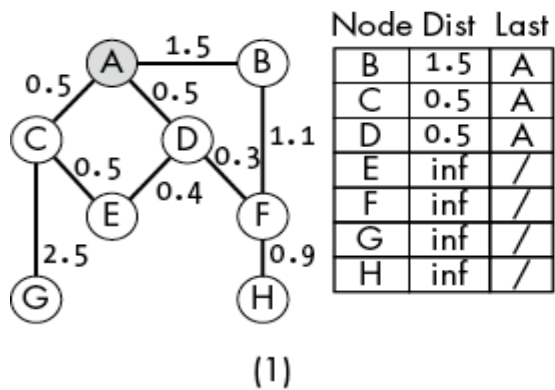 Node Dist Last
A 1.5 B
B 1.5 A
0.5 0.5
C 0.5 A
C D
D 0.5 A
1.1
0.5 0.3
E inf /
0.4
E F
F inf /
2.5 0.9
G inf /
G H
H inf /
(1)